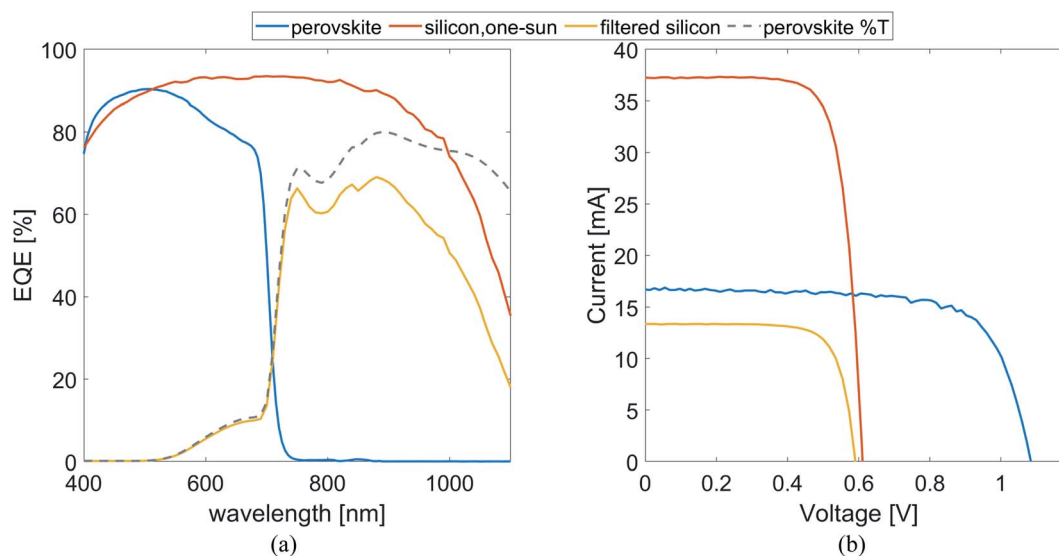 perovskite silicon,one-sun filtered silicon perovskite %T
100
80
60
40
20
0
EQE [%]
400 600 800 1000
wavelength [nm]
(a)
40
35
30
25
20
15
10
5
0
Current [mA]
0 0.2 0.4 0.6 0.8 1
Voltage [V]
(b)